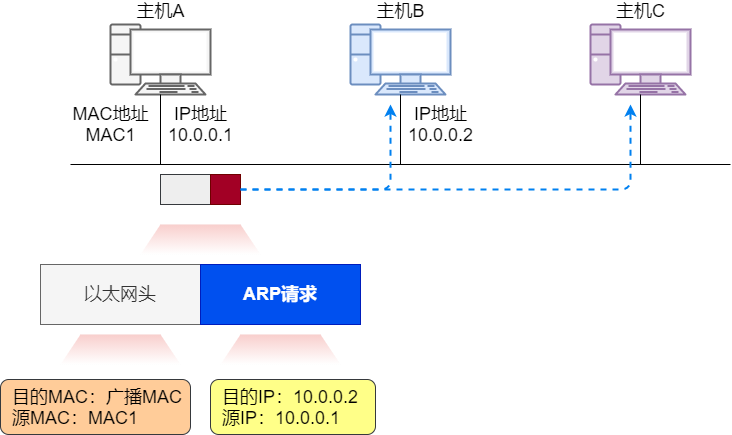 主机A
主机B
主机C
MAC地址
MAC1
IP地址
10.0.0.1
IP地址
10.0.0.2
以太网头
ARP请求
目的MAC：广播MAC
源MAC：MAC1
目的IP：10.0.0.2
源IP：10.0.0.1